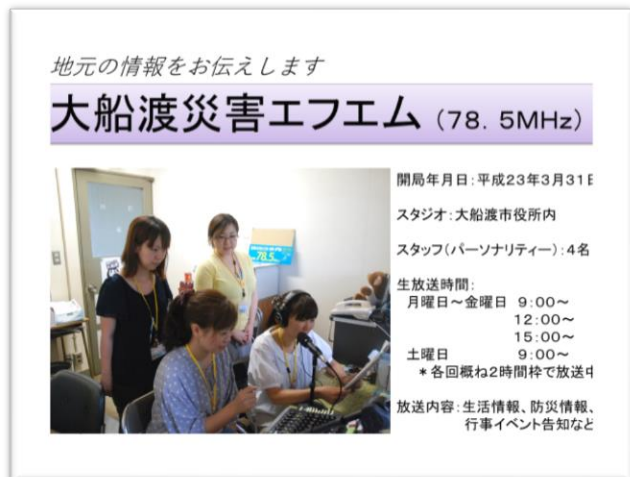 地元の情報をお伝えします
大船渡災害エフエム（78．5MHz）
開局年月日：平成23年3月31日
スタジオ：大船渡市役所内
スタッフ（パーソナリティー）：4名
生放送時間：
月曜日～金曜日　9：00～
12：00～
15：00～
土曜日　9：00～
＊各回概ね2時間枠で放送中
放送内容：生活情報、防災情報、
行事イベント告知など
78.5